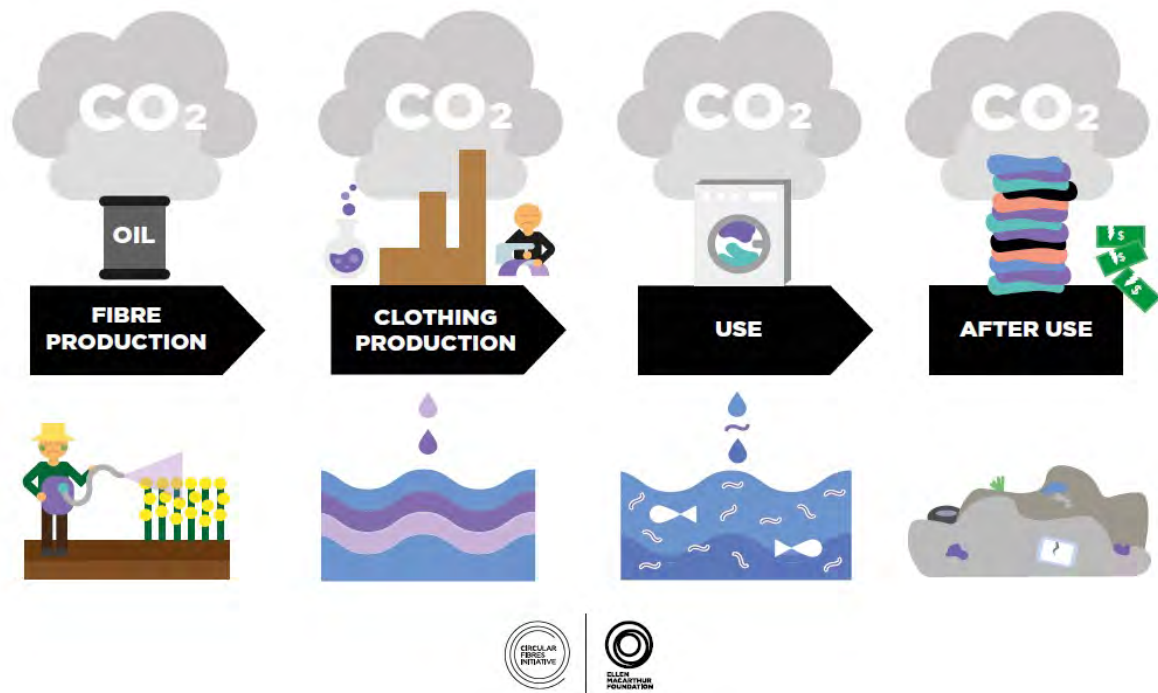 CO₂
CO₂
CO₂
CO₂
OIL
$
$
$
FIBRE
PRODUCTION
CLOTHING
PRODUCTION
USE
AFTER USE
CIRCULAR
FIBRES
INITIATIVE
ELLEN
MACARTHUR
FOUNDATION